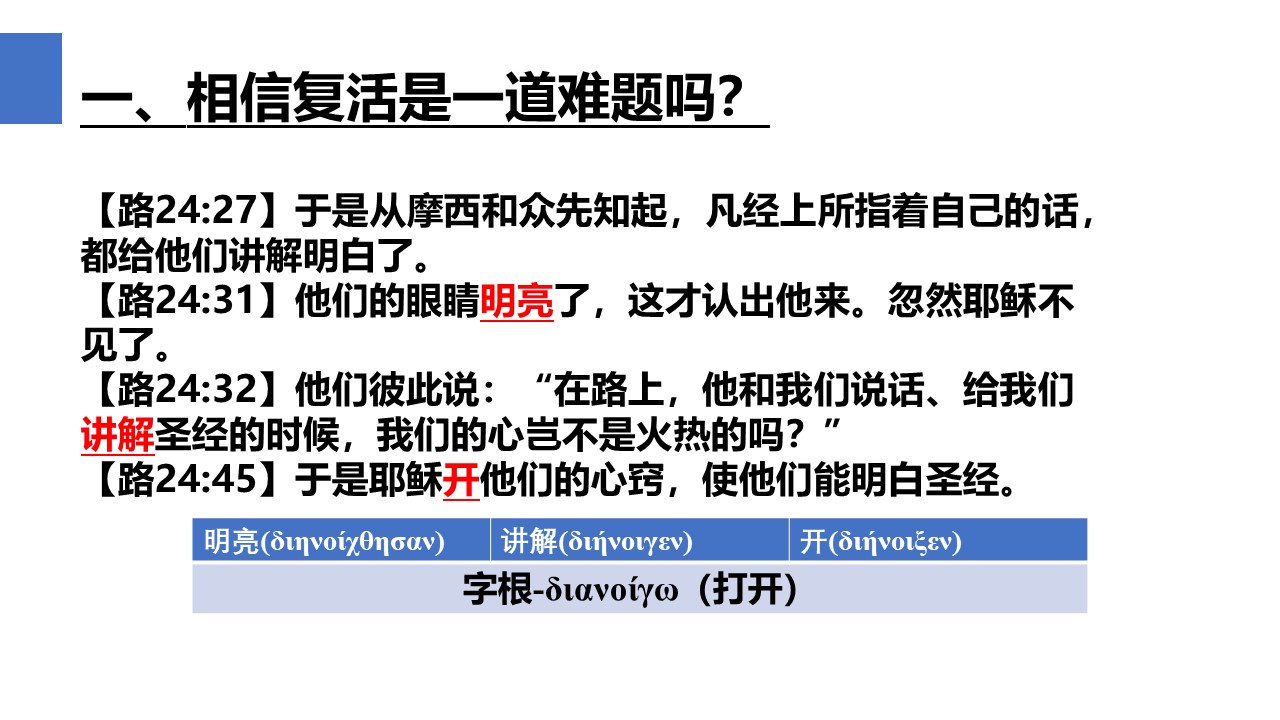 一、相信复活是一道难题吗？
【路24:27】于是从摩西和众先知起，凡经上所指着自己的话，
都给他们讲解明白了。
【路24:31】他们的眼睛明亮了，这才认出他来。忽然耶稣不
见了。
【路24:32】他们彼此说：“在路上，他和我们说话、给我们
讲解圣经的时候，我们的心岂不是火热的吗？”
【路24:45】于是耶稣开他们的心窍，使他们能明白圣经。
明亮(διηνοίχθησαν) 讲解(διήνοιγεν) 开(διήνοιξεν)
字根-διανοίγω（打开）